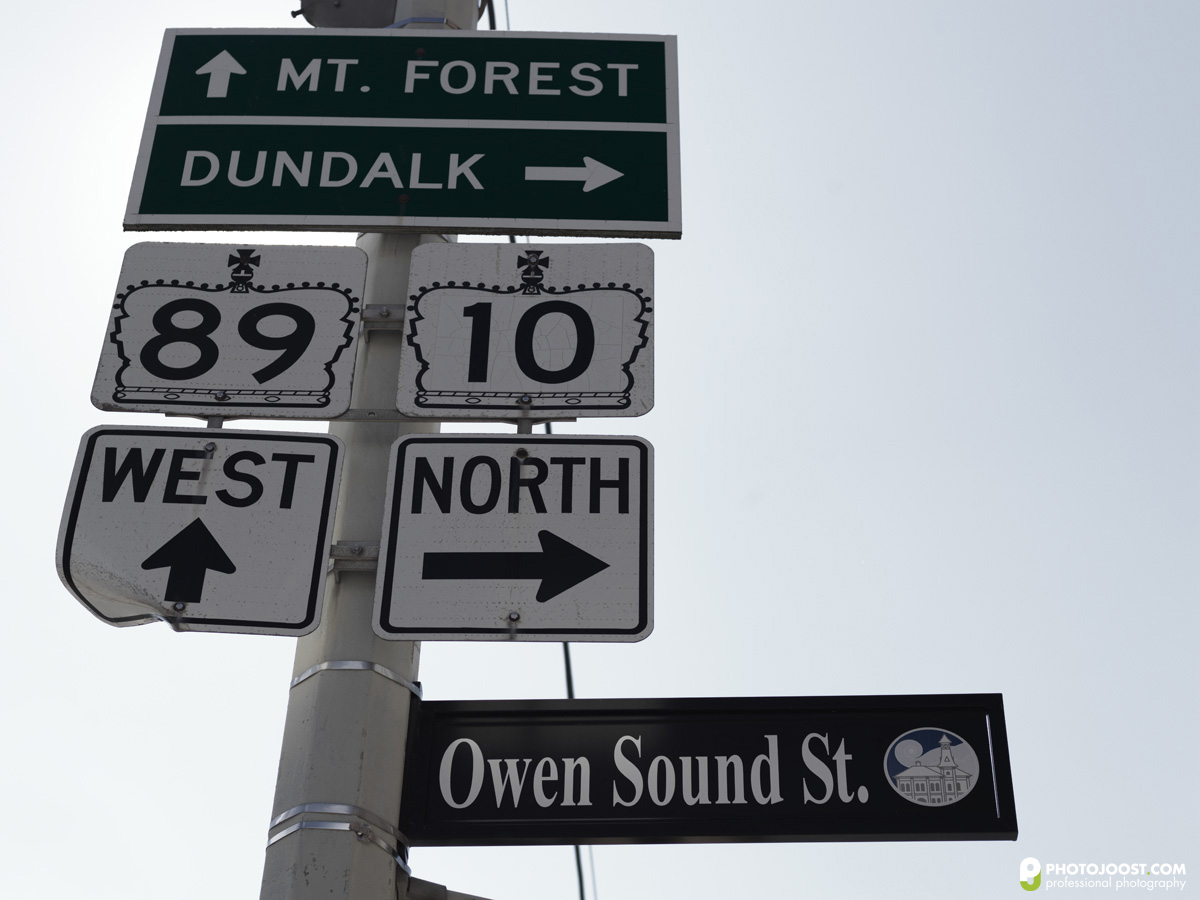 MT. FOREST
DUNDALK
89
10
WEST
NORTH
Owen Sound St.
PHOTOJOOST.COM
professional photography